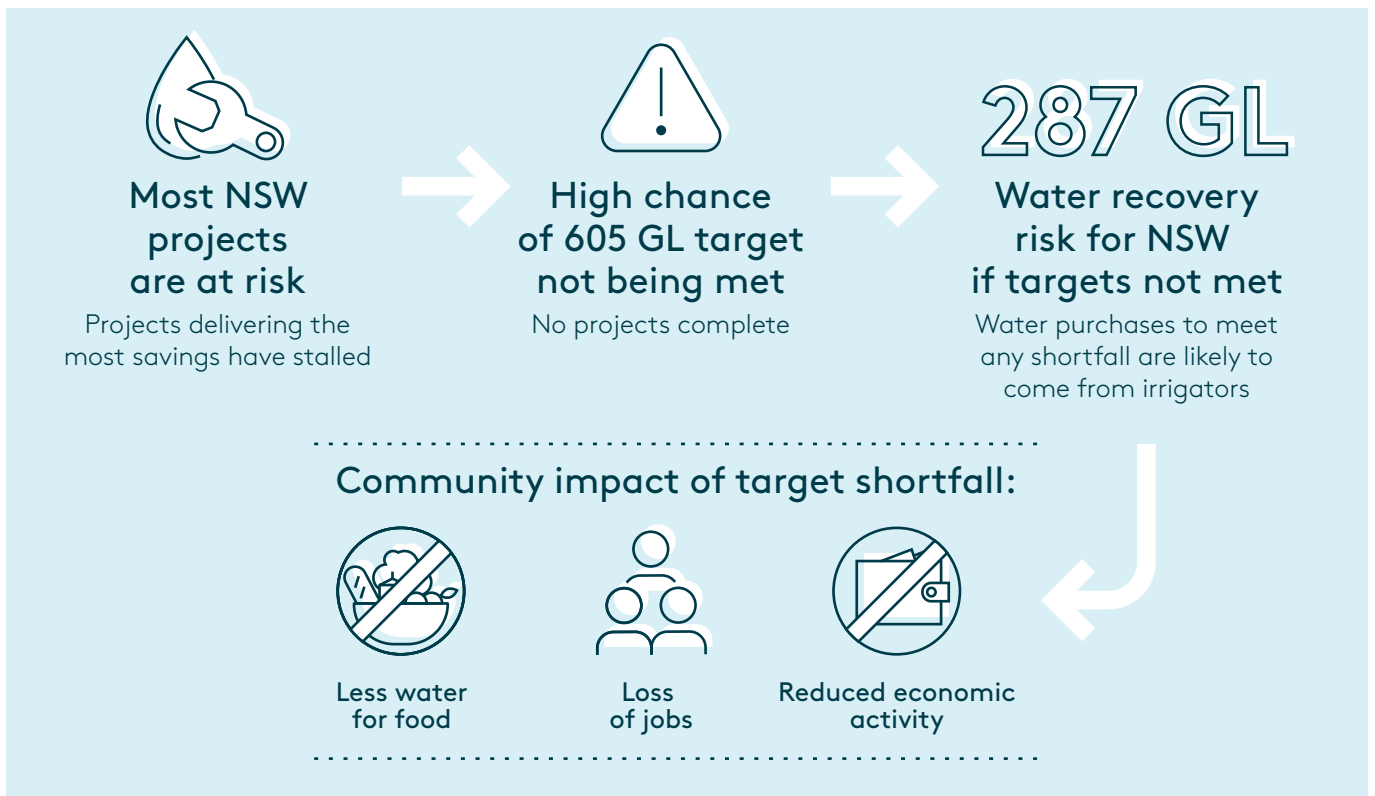 Most NSW
projects
are at risk
Projects delivering the
most savings have stalled
High chance
of 605 GL target
not being met
No projects complete
287 GL
Water recovery
risk for NSW
if targets not met
Water purchases to meet
any shortfall are likely to
come from irrigators
Community impact of target shortfall:
Less water
for food
Loss
of jobs
Reduced economic
activity